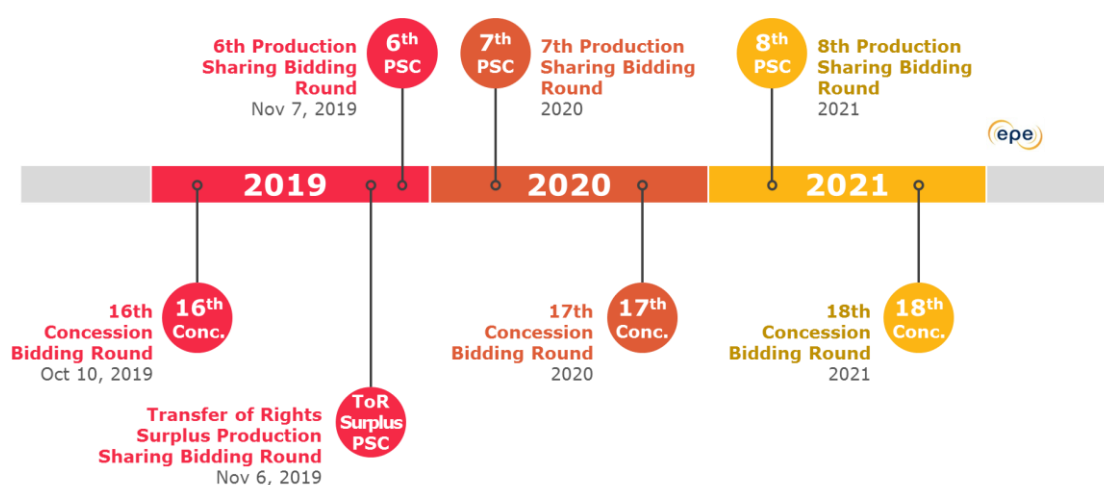 6th Production
Sharing Bidding
Round
Nov 7, 2019
6th
PSC
7th
PSC
7th Production
Sharing Bidding
Round
2020
8th
PSC
8th Production
Sharing Bidding
Round
2021
epe
2019
2020
2021
16th
Concession
Bidding Round
Oct 10, 2019
16th
Conc.
17th
Concession
Bidding Round
2020
17th
Conc.
18th
Concession
Bidding Round
2021
18th
Conc.
Transfer of Rights
Surplus Production
Sharing Bidding Round
Nov 6, 2019
ToR
Surplus
PSC